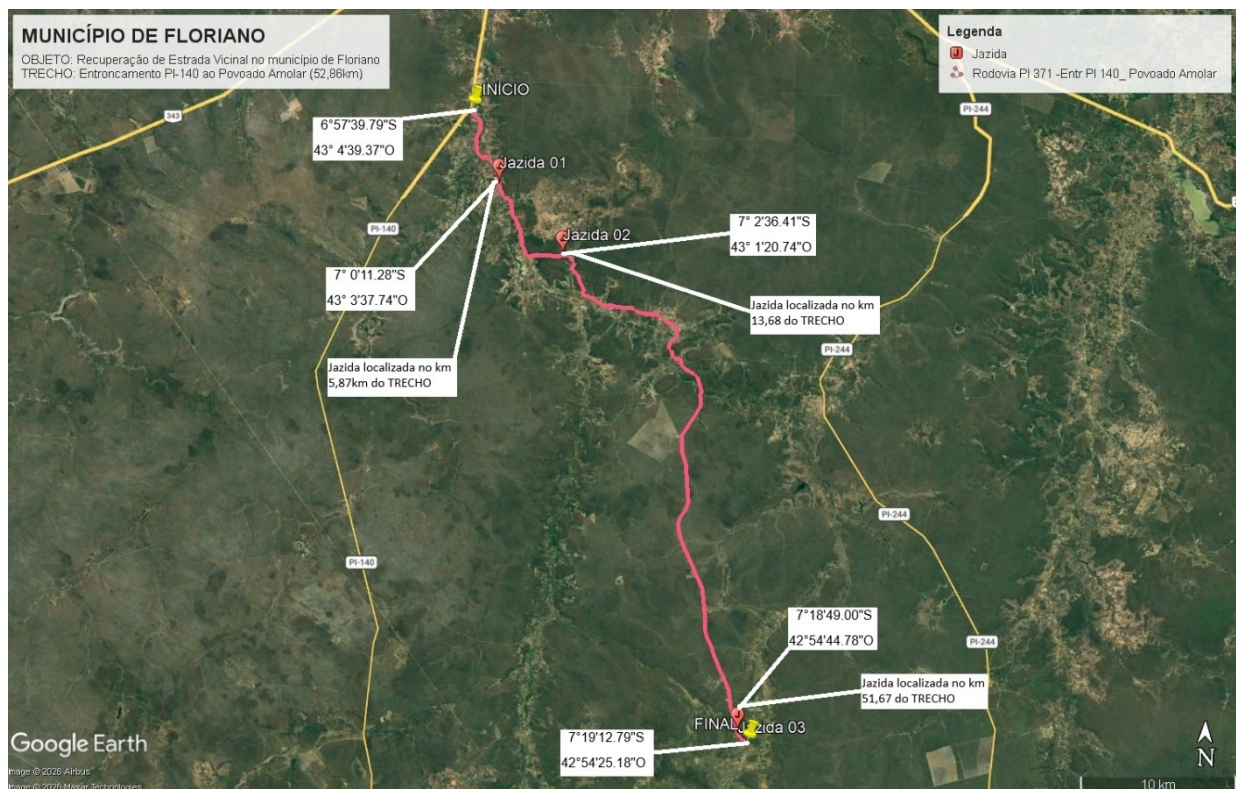 MUNICÍPIO DE FLORIANO
OBJETO: Recuperação de Estrada Vicinal no município de Floriano
TRECHO: Entroncamento PI-140 ao Povoado Amolar (52,86km)
Legenda
J Jazida
Rodovia PI 371 -Entr PI 140_ Povoado Amolar
INÍCIO
343
PI-244
6°57'39.79"S
43° 4'39.37"O
Jazida 01
PI-140
Jazida 02
7° 2'36.41"S
43° 1'20.74"O
7° 0'11.28"S
43° 3'37.74"O
Jazida localizada no km
13,68 do TRECHO
PI-244
Jazida localizada no km
5,87km do TRECHO
PI-244
PI-140
7°18'49.00"S
42°54'44.78"O
PI-244
Jazida localizada no km
51,67 do TRECHO
FINAL
Jazida 03
7°19'12.79"S
42°54'25.18"O
Google Earth
Image © 2026 Airbus
Image © 2026 Maxar Technologies
N
10 km